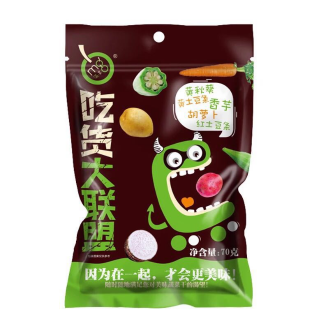 吃货大联盟
黄秋葵
黄土豆条 香芋
胡萝卜
红土豆条
净含量:70克
因为在一起，才会更美味！